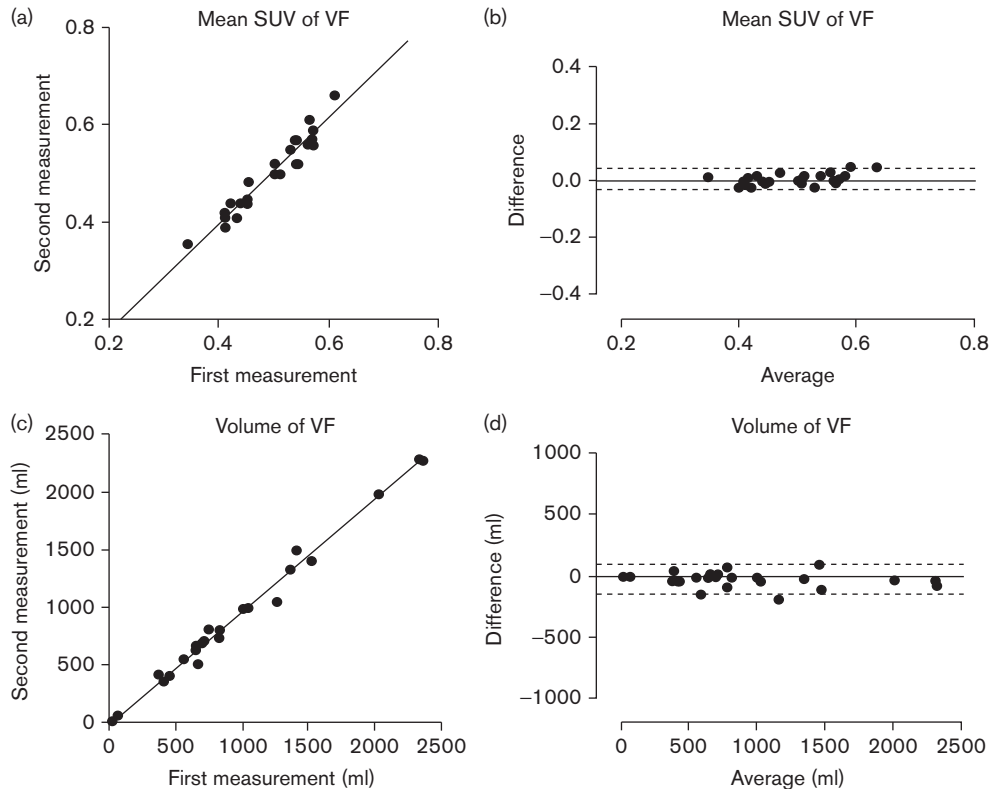 (a)
Mean SUV of VF
0.8
0.6
0.4
0.2
Second measurement
0.2
0.4
0.6
0.8
First measurement
(b)
Mean SUV of VF
0.4
0.2
0.0
−0.2
−0.4
Difference
0.2
0.4
0.6
0.8
Average
(c)
Volume of VF
2500
2000
1500
1000
500
0
Second measurement (ml)
0
500
1000
1500
2000
2500
First measurement (ml)
(d)
Volume of VF
1000
500
0
−500
−1000
Difference (ml)
0
500
1000
1500
2000
2500
Average (ml)